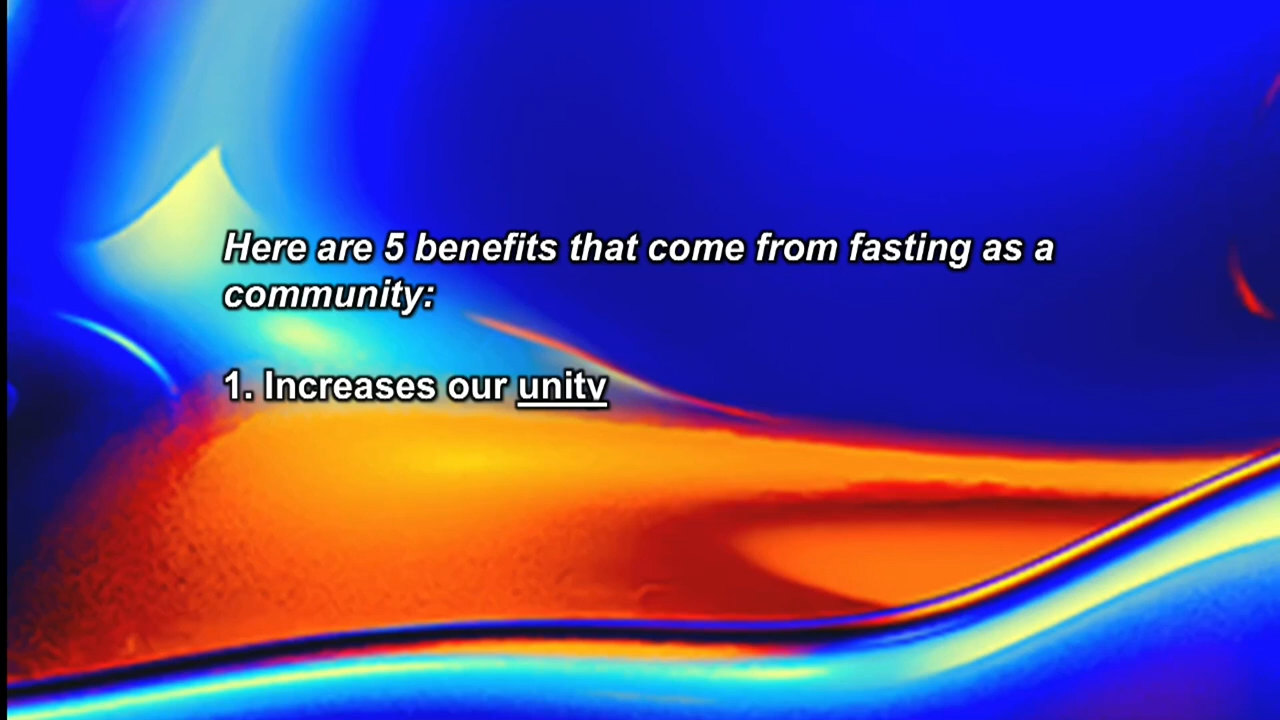 Here are 5 benefits that come from fasting as a
community:
1. Increases our unity